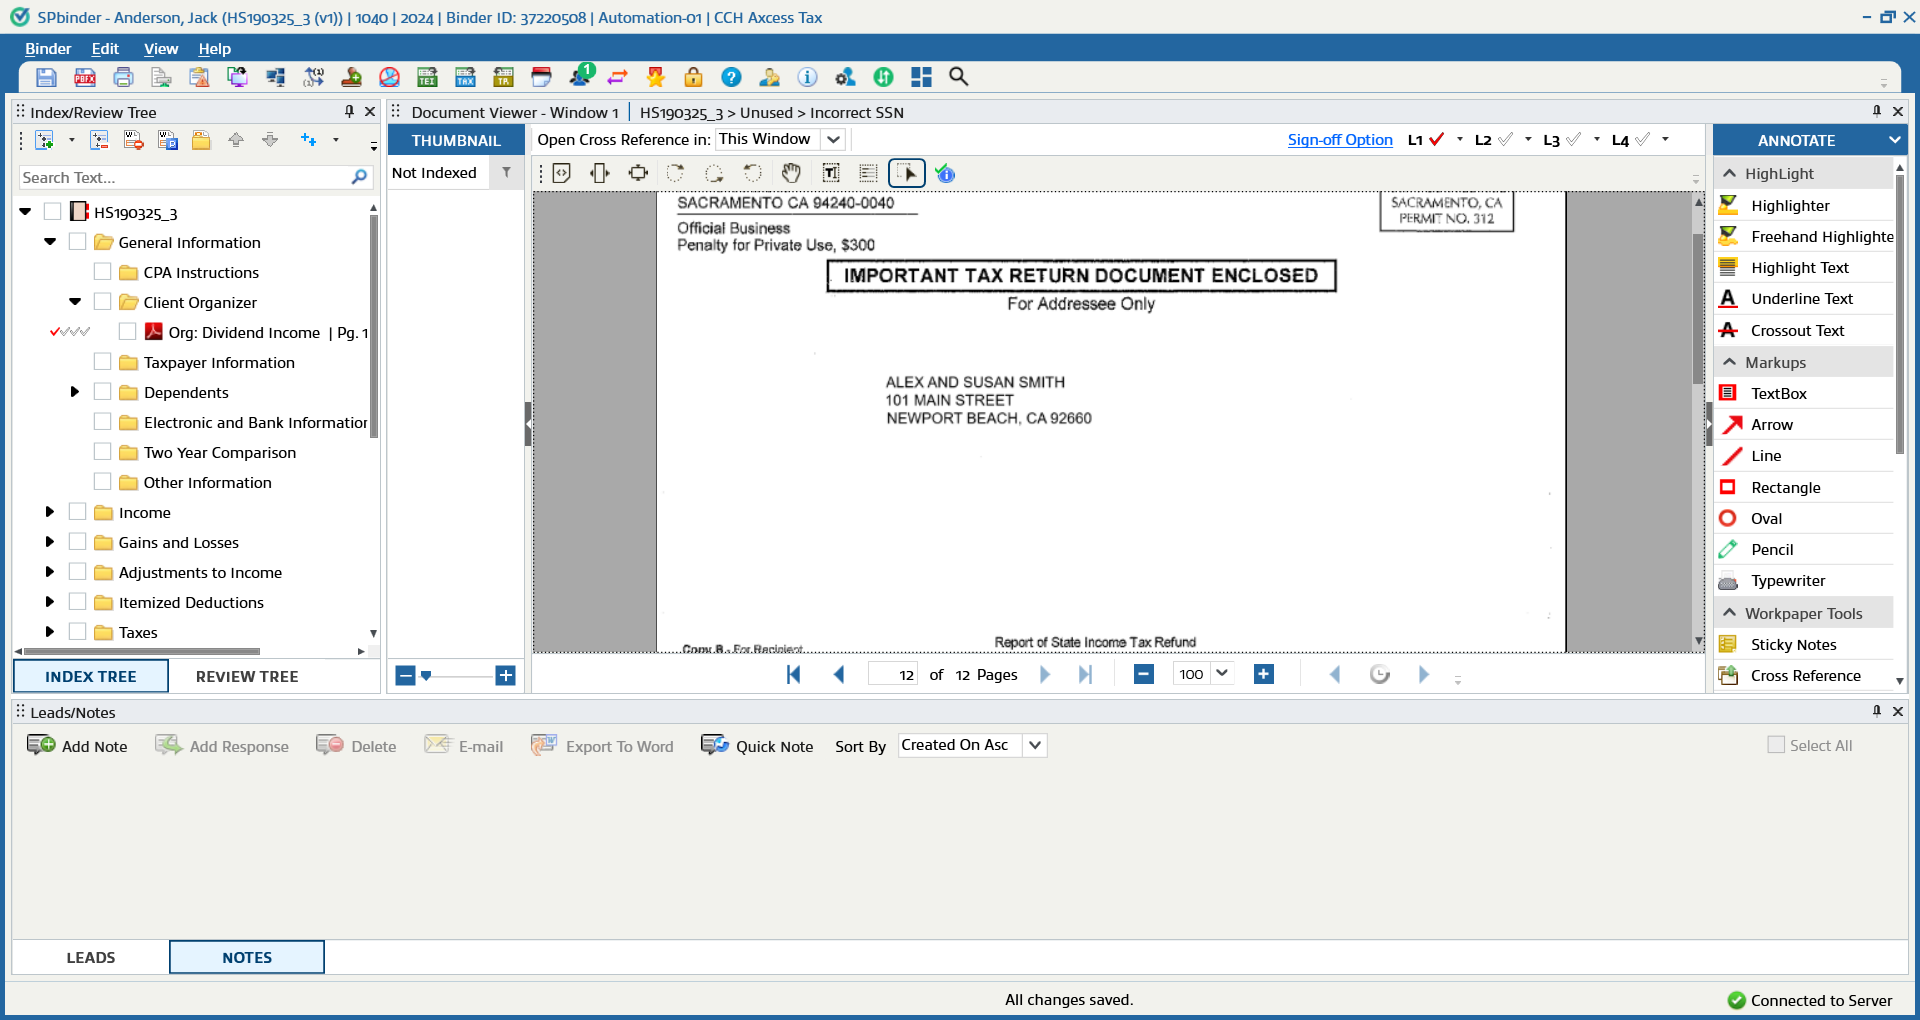 SPbinder - Anderson, Jack (HS190325_3 (v1)) | 1040 | 2024 | Binder ID: 37220508 | Automation-01 | CCH Axcess Tax
Binder Edit View Help
PBFX TEI TAX TR 1
Index/Review Tree
Search Text...
HS190325_3
General Information
CPA Instructions
Client Organizer
Org: Dividend Income | Pg. 1
Taxpayer Information
Dependents
Electronic and Bank Information
Two Year Comparison
Other Information
Income
Gains and Losses
Adjustments to Income
Itemized Deductions
Taxes
INDEX TREE REVIEW TREE
Document Viewer - Window 1 | HS190325_3 > Unused > Incorrect SSN
THUMBNAIL
Not Indexed
Open Cross Reference in: This Window
Sign-off Option L1 L2 L3 L4
SACRAMENTO CA 94240-0040
Official Business
Penalty for Private Use, $300
SACRAMENTO, CA
PERMIT NO. 312
IMPORTANT TAX RETURN DOCUMENT ENCLOSED
For Addressee Only
ALEX AND SUSAN SMITH
101 MAIN STREET
NEWPORT BEACH, CA 92660
Report of State Income Tax Refund
Copy B - For Recipient
12 of 12 Pages 100
ANNOTATE
HighLight
Highlighter
Freehand Highlighte
Highlight Text
Underline Text
Crossout Text
Markups
TextBox
Arrow
Line
Rectangle
Oval
Pencil
Typewriter
Workpaper Tools
Sticky Notes
Cross Reference
Leads/Notes
Add Note Add Response Delete E-mail Export To Word Quick Note Sort By Created On Asc Select All
LEADS NOTES
All changes saved.
Connected to Server